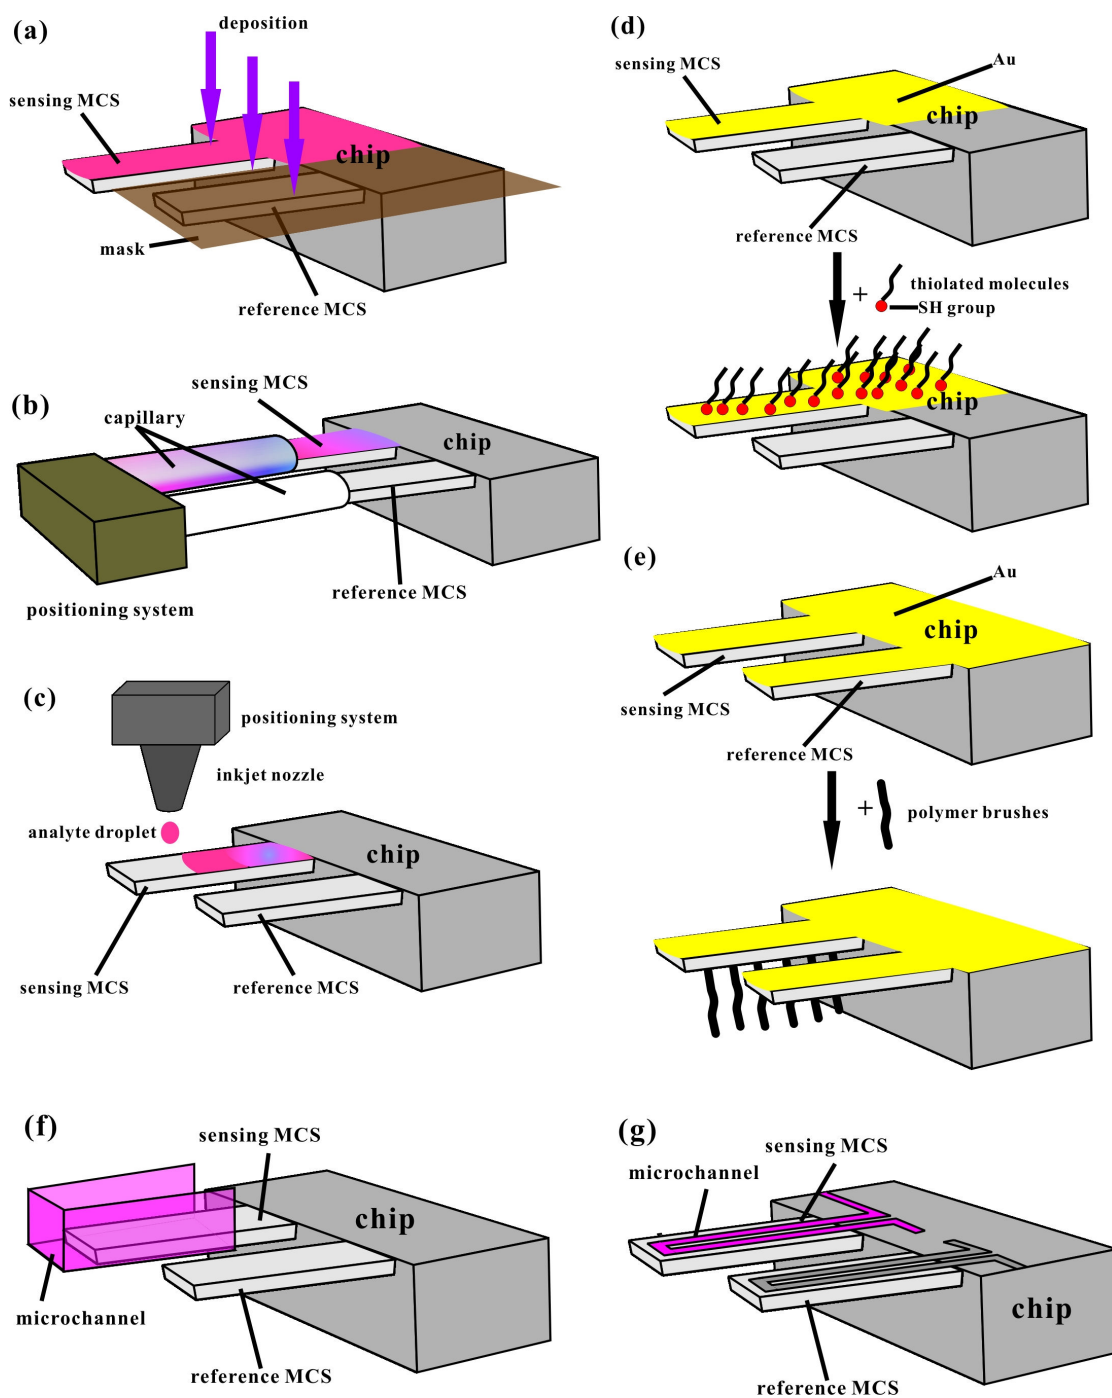 (a)
deposition
sensing MCS
chip
mask
reference MCS
(b)
sensing MCS
capillary
chip
reference MCS
positioning system
(c)
positioning system
inkjet nozzle
analyte droplet
chip
sensing MCS
reference MCS
(d)
sensing MCS
Au
chip
reference MCS
+
thiolated molecules
SH group
chip
(e)
Au
chip
sensing MCS
reference MCS
+
polymer brushes
(f)
sensing MCS
chip
microchannel
reference MCS
(g)
sensing MCS
microchannel
chip
reference MCS